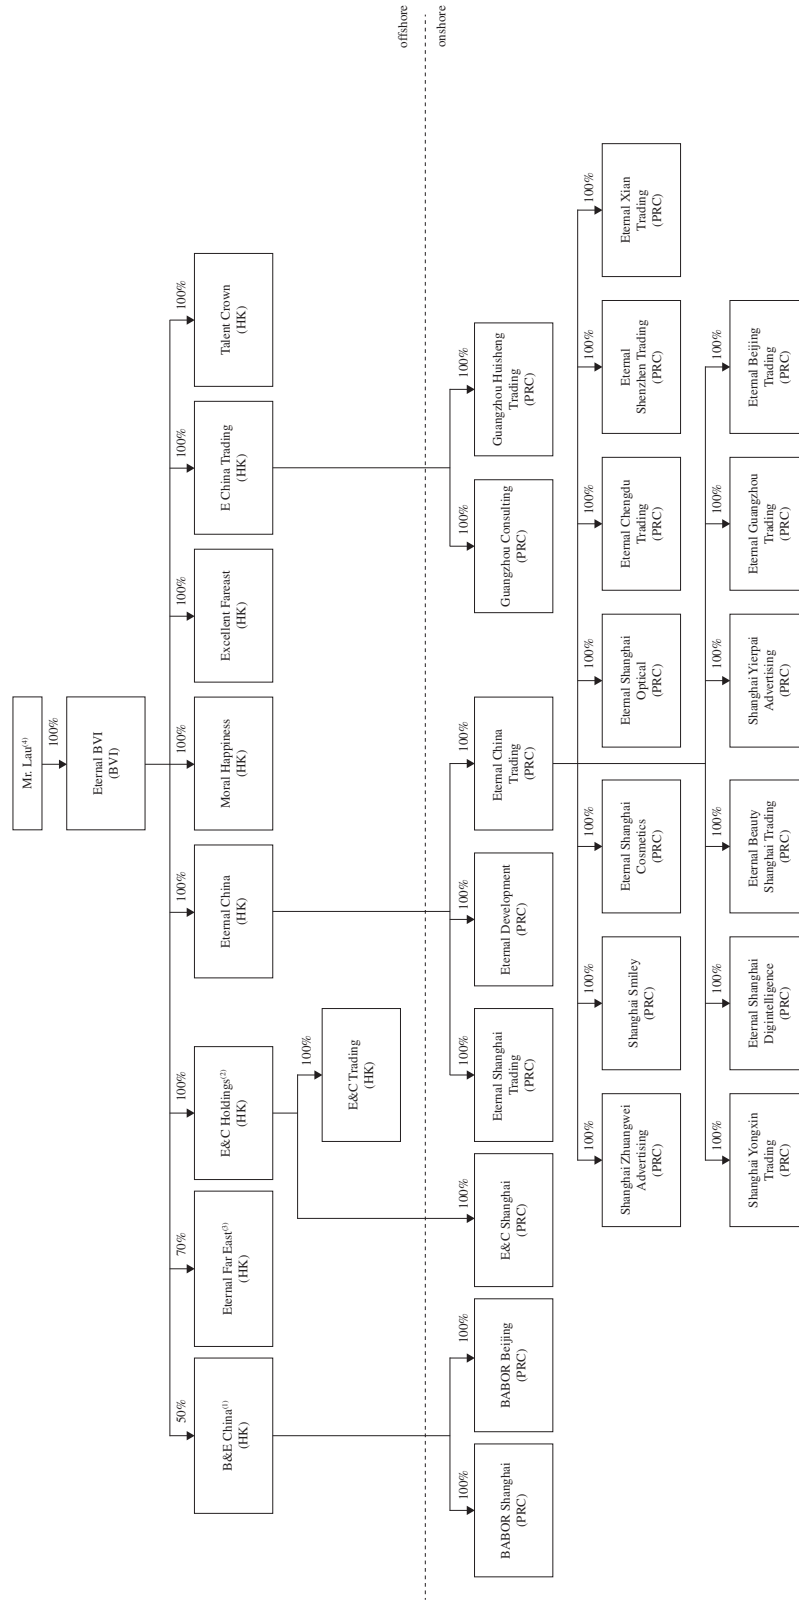 Mr. Lau(4)
100%
Eternal BVI
(BVI)
50%
70%
100%
100%
100%
100%
100%
100%
B&E China(1)
(HK)
Eternal Far East(3)
(HK)
E&C Holdings(2)
(HK)
Eternal China
(HK)
Moral Happiness
(HK)
Excellent Fareast
(HK)
E China Trading
(HK)
Talent Crown
(HK)
100%
E&C Trading
(HK)
offshore
onshore
100%
100%
100%
100%
100%
100%
100%
100%
BABOR Shanghai
(PRC)
BABOR Beijing
(PRC)
E&C Shanghai
(PRC)
Eternal Shanghai
Trading
(PRC)
Eternal Development
(PRC)
Eternal China
Trading
(PRC)
Guangzhou Consulting
(PRC)
Guangzhou Huisheng
Trading
(PRC)
100%
100%
100%
100%
100%
100%
100%
Shanghai Zhuangwei
Advertising
(PRC)
Shanghai Smiley
(PRC)
Eternal Shanghai
Cosmetics
(PRC)
Eternal Shanghai
Optical
(PRC)
Eternal Chengdu
Trading
(PRC)
Eternal
Shenzhen Trading
(PRC)
Eternal Xian
Trading
(PRC)
100%
100%
100%
100%
100%
100%
Shanghai Yongxin
Trading
(PRC)
Eternal Shanghai
Digintelligence
(PRC)
Eternal Beauty
Shanghai Trading
(PRC)
Shanghai Yierpai
Advertising
(PRC)
Eternal Guangzhou
Trading
(PRC)
Eternal Beijing
Trading
(PRC)